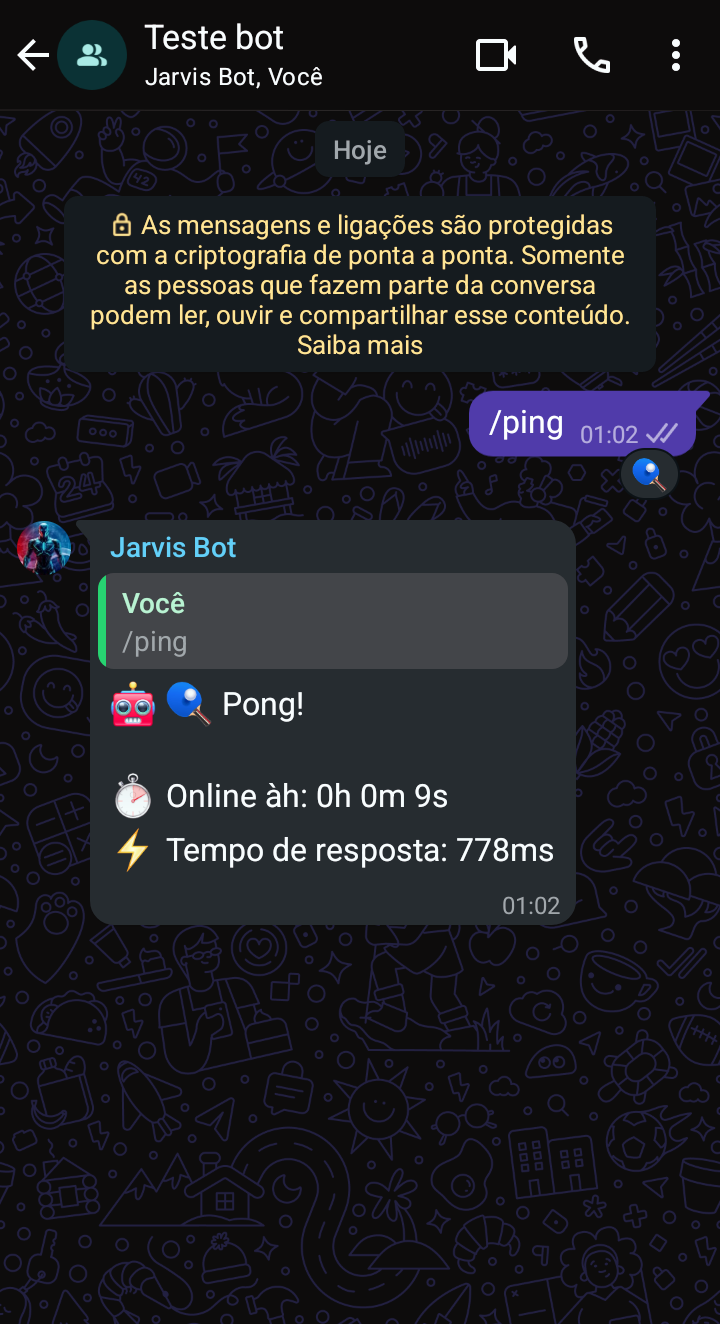 Teste bot
Jarvis Bot, Você
Hoje
As mensagens e ligações são protegidas
com a criptografia de ponta a ponta. Somente
as pessoas que fazem parte da conversa
podem ler, ouvir e compartilhar esse conteúdo.
Saiba mais
/ping 01:02
Jarvis Bot
Você
/ping
🤖 🏓 Pong!
⏱️ Online àh: 0h 0m 9s
⚡ Tempo de resposta: 778ms
01:02